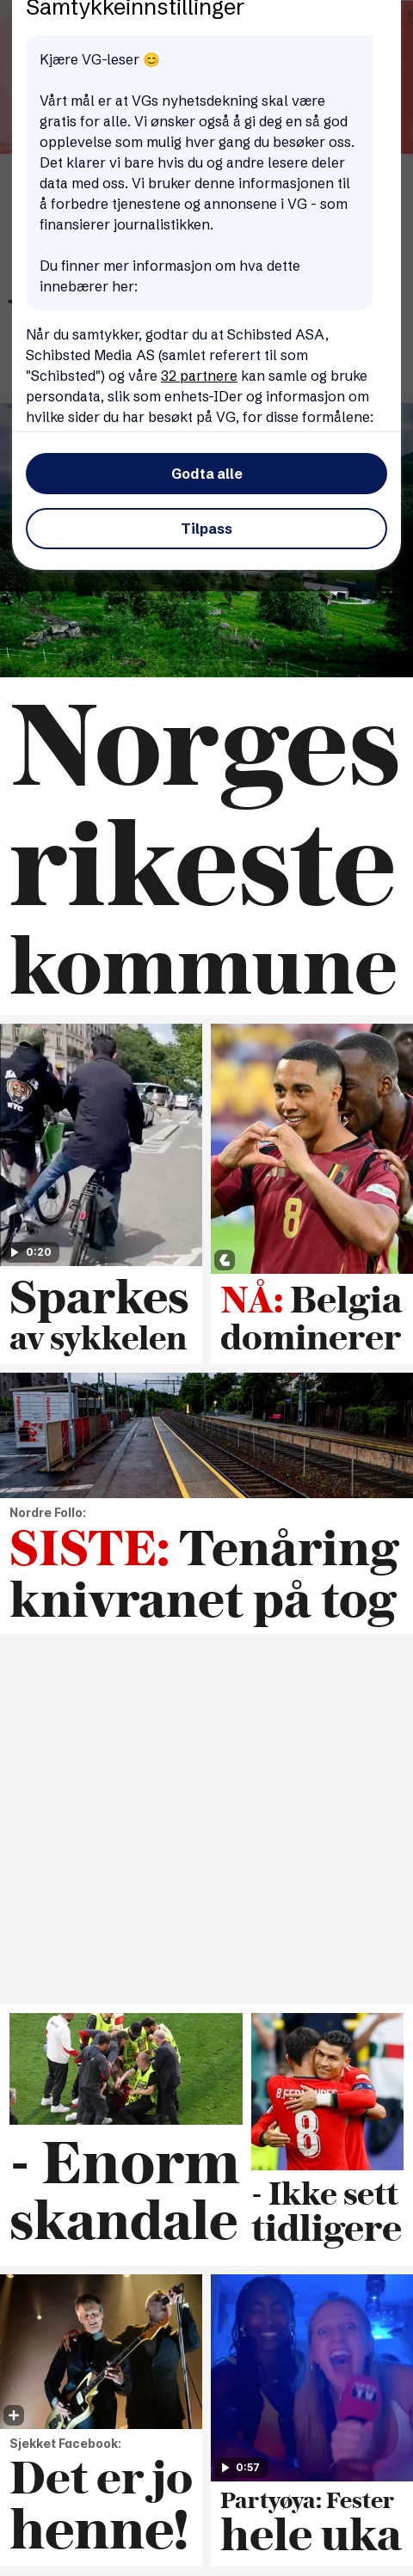 Samtykkeinnstillinger
Kjære VG-leser 😊
Vårt mål er at VGs nyhetsdekning skal være
gratis for alle. Vi ønsker også å gi deg en så god
opplevelse som mulig hver gang du besøker oss.
Det klarer vi bare hvis du og andre lesere deler
data med oss. Vi bruker denne informasjonen til
å forbedre tjenestene og annonsene i VG - som
finansierer journalistikken.
Du finner mer informasjon om hva dette
innebærer her:
Når du samtykker, godtar du at Schibsted ASA,
Schibsted Media AS (samlet referert til som
"Schibsted") og våre 32 partnere kan samle og bruke
persondata, slik som enhets-IDer og informasjon om
hvilke sider du har besøkt på VG, for disse formålene:
Godta alle
Tilpass
Norges
rikeste
kommune
0:20
Sparkes
av sykkelen
8
NÅ: Belgia
dominerer
Nordre Follo:
SISTE: Tenåring
knivranet på tog
- Enorm
skandale
B.FERNANDES
8
- Ikke sett
tidligere
Sjekket Facebook:
Det er jo
henne!
VG
0:57
Partyøya: Fester
hele uka